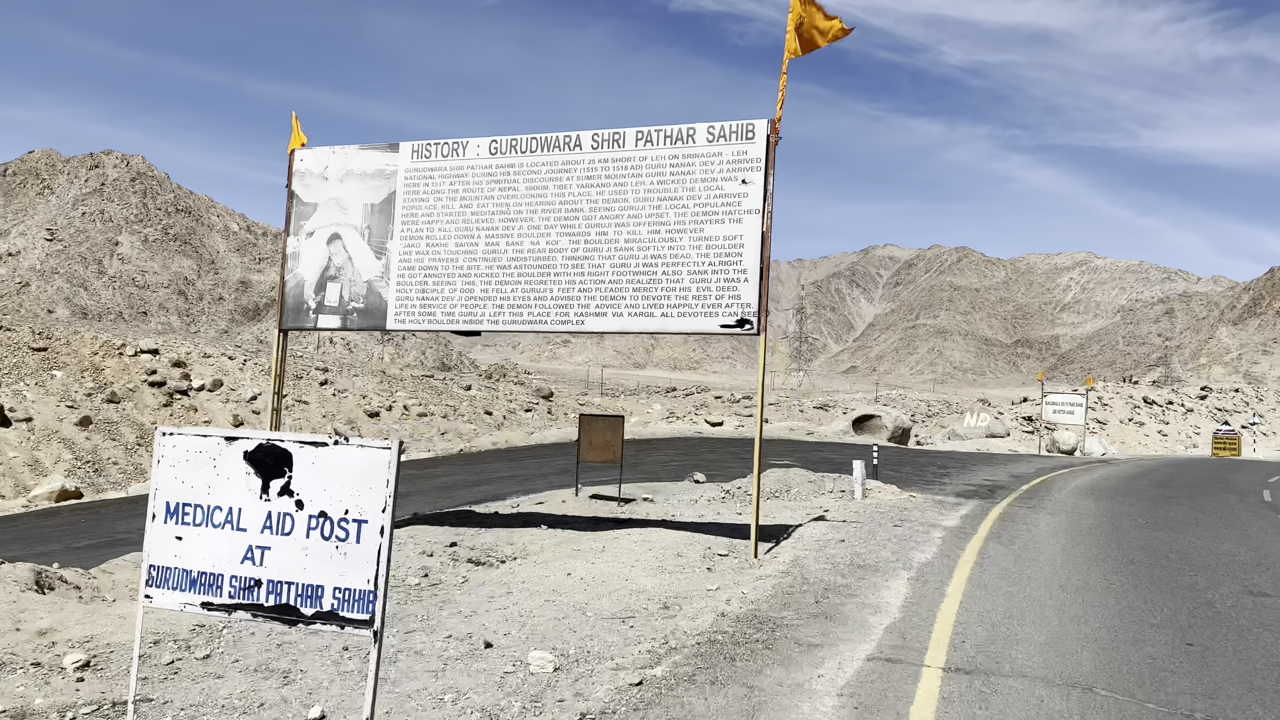 HISTORY : GURUDWARA SHRI PATHAR SAHIB
GURUDWARA SHRI PATHAR SAHIB IS LOCATED ABOUT 25 KM SHORT OF LEH ON SRINAGAR – LEH
NATIONAL HIGHWAY. DURING HIS SECOND JOURNEY (1515 TO 1518 AD) GURU NANAK DEV JI ARRIVED
HERE IN 1517. AFTER HIS SPIRITUAL DISCOURSE AT SUMER MOUNTAIN GURU NANAK DEV JI ARRIVED
HERE ALONG THE ROUTE OF NEPAL, SIKKIM, TIBET, YARKAND AND LEH. A WICKED DEMON WAS
STAYING ON THE MOUNTAIN OVERLOOKING THIS PLACE. HE USED TO TROUBLE THE LOCAL
POPULACE, KILL AND EAT THEM ON HEARING ABOUT THE DEMON, GURU NANAK DEV JI ARRIVED
HERE AND STARTED, MEDITATING ON THE RIVER BANK. SEEING GURUJI THE LOCAL POPULANCE
WERE HAPPY AND RELIEVED. HOWEVER, THE DEMON GOT ANGRY AND UPSET. THE DEMON HATCHED
A PLAN TO KILL GURU NANAK DEV JI. ONE DAY WHILE GURUJI WAS OFFERING HIS PRAYERS THE
DEMON ROLLED DOWN A MASSIVE BOULDER TOWARDS HIM TO KILL HIM. HOWEVER
"JAKO RAKHE SAIYAN MAR SAKE NA KOI". THE BOULDER MIRACULOUSLY TURNED SOFT
LIKE WAX ON TOUCHING GURUJI. THE REAR BODY OF GURU JI SANK SOFTLY INTO THE BOULDER
AND HIS PRAYERS CONTINUED UNDISTURBED. THINKING THAT GURU JI WAS DEAD, THE DEMON
CAME DOWN TO THE SITE. HE WAS ASTOUNDED TO SEE THAT GURU JI WAS PERFECTLY ALRIGHT.
HE GOT ANNOYED AND KICKED THE BOULDER WITH HIS RIGHT FOOTWHICH ALSO SANK INTO THE
BOULDER. SEEING THIS, THE DEMOIN REGRETED HIS ACTION AND REALIZED THAT GURU JI WAS A
HOLY DISCIPLE OF GOD. HE FELL AT GURUJI'S FEET AND PLEADED MERCY FOR HIS EVIL DEED.
GURU NANAK DEV JI OPENDED HIS EYES AND ADVISED THE DEMON TO DEVOTE THE REST OF HIS
LIFE IN SERVICE OF PEOPLE. THE DEMON FOLLOWED THE ADVICE AND LIVED HAPPILY EVER AFTER.
AFTER SOME TIME GURU JI LEFT THIS PLACE FOR KASHMIR VIA KARGIL. ALL DEVOTEES CAN SEE
THE HOLY BOULDER INSIDE THE GURUDWARA COMPLEX
MEDICAL AID POST
AT
GURUDWARA SHRI PATHAR SAHIB
NP